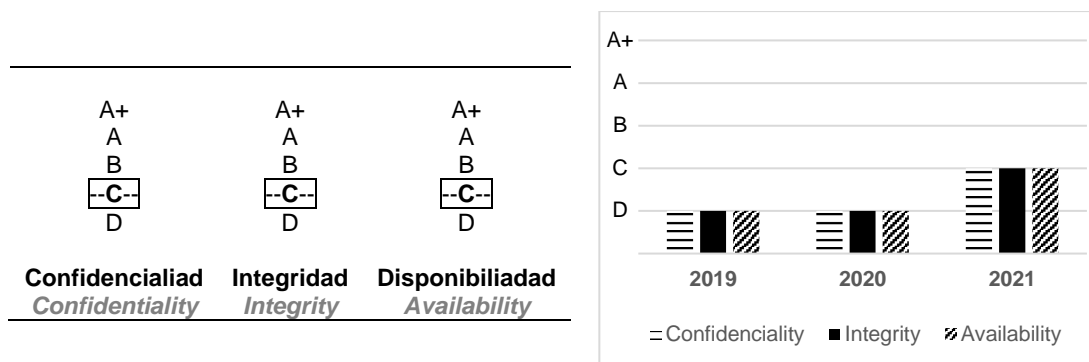 A+ A+ A+
A A A
B B B
--C-- --C-- --C--
D D D
Confidencialiad Integridad Disponibiliadad
Confidentiality Integrity Availability
A+
A
B
C
D
2019 2020 2021
Confidenciality Integrity Availability